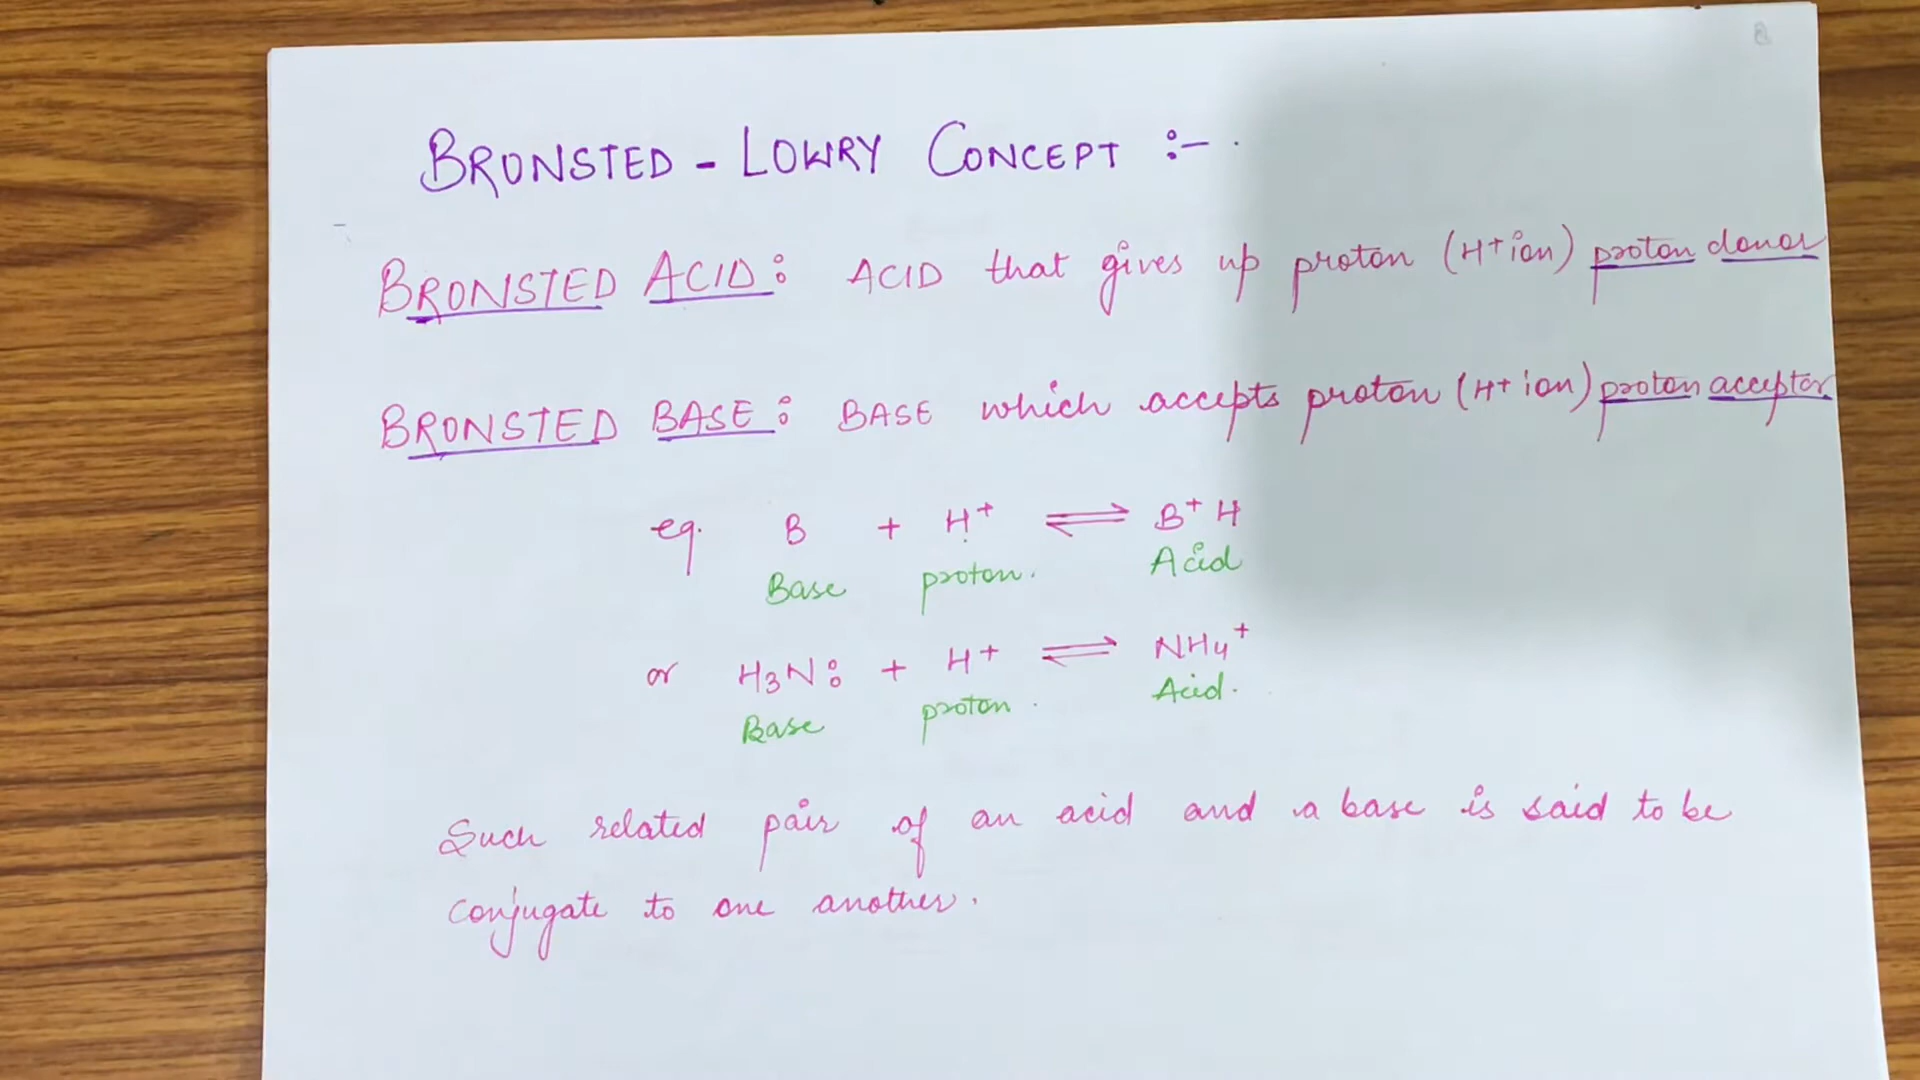 8
BRONSTED - LOWRY CONCEPT :- .
BRONSTED ACID: ACID that gives up proton (H+ ion) proton donor
BRONSTED BASE: BASE which accepts proton (H+ ion) proton acceptor
eg. B + H+ ⇌ B+ H
Base proton. Acid
or H3N: + H+ ⇌ NH4+
Base proton. Acid.
Such related pair of an acid and a base is said to be
conjugate to one another.